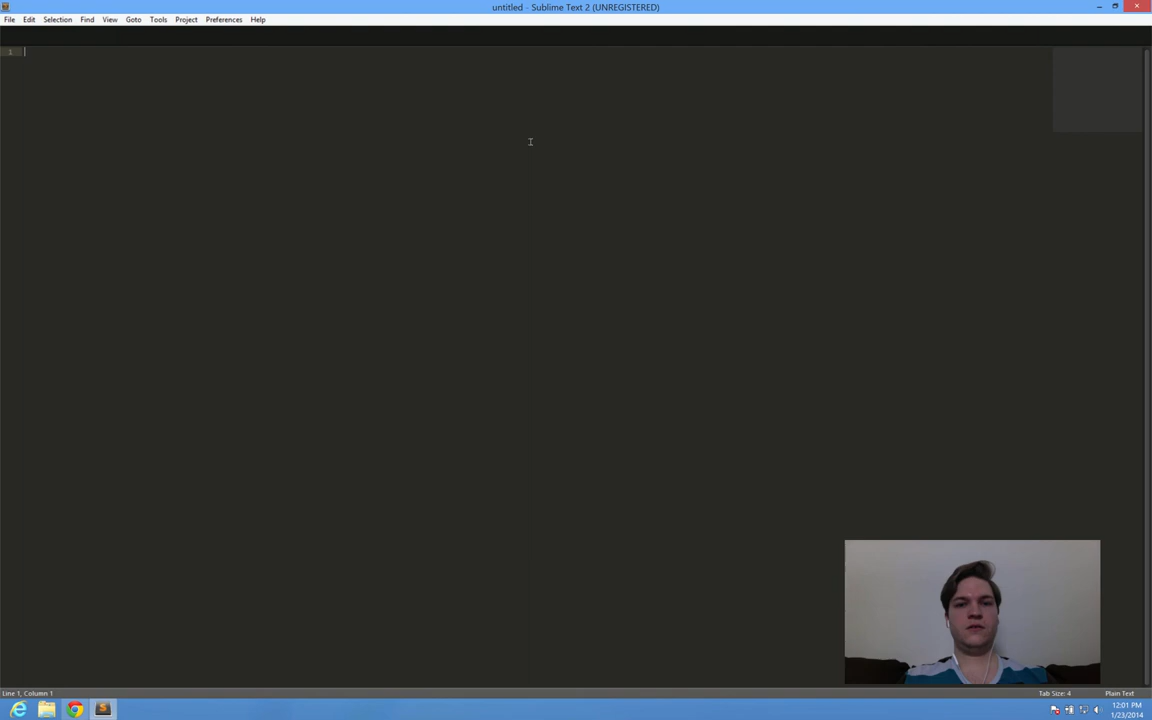 untitled - Sublime Text 2 (UNREGISTERED)
File Edit Selection Find View Goto Tools Project Preferences Help
1
Line 1, Column 1
Tab Size: 4
Plain Text
12:01 PM
1/23/2014